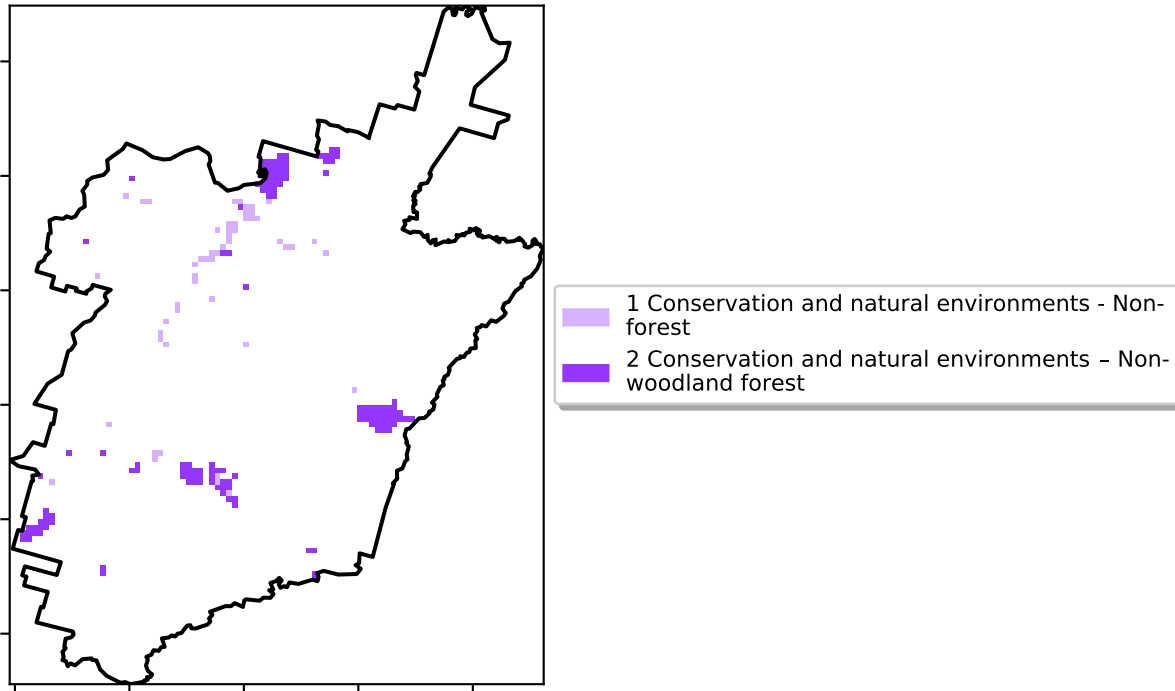 1 Conservation and natural environments - Non-
forest
2 Conservation and natural environments – Non-
woodland forest